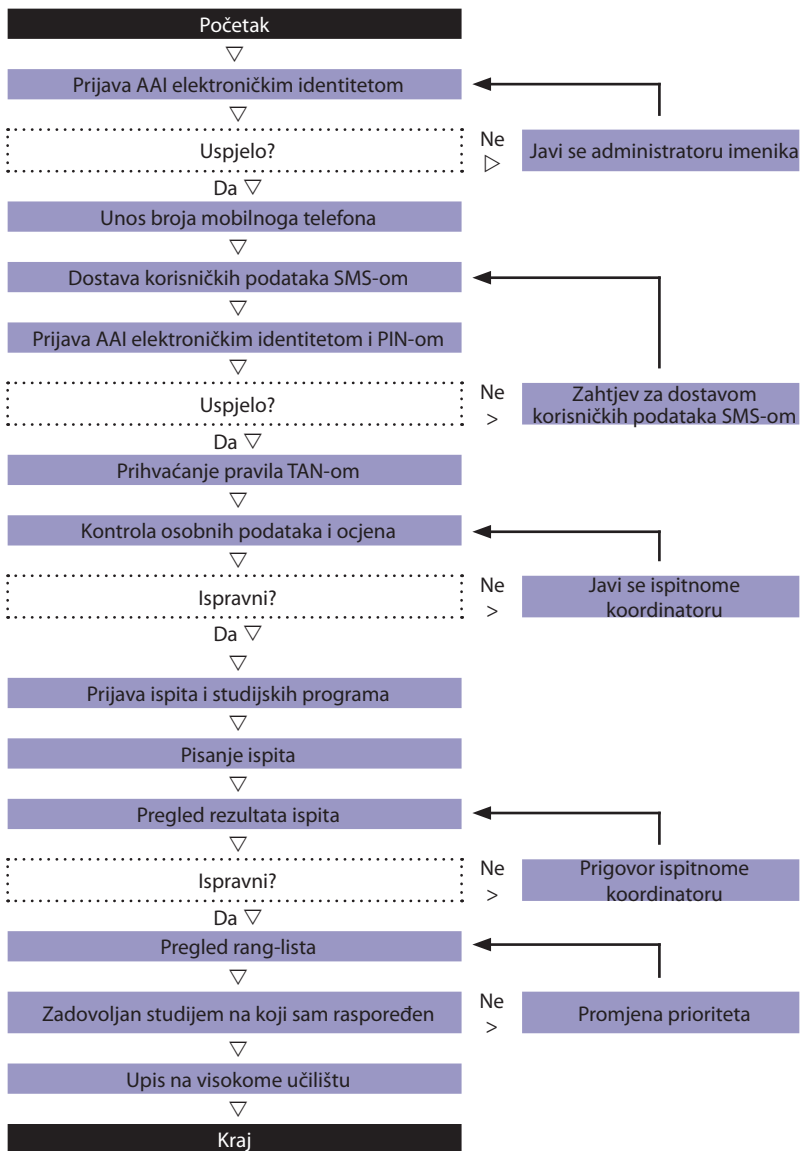 Početak
Prijava AAI elektroničkim identitetom
Uspjelo?
Ne
Javi se administratoru imenika
Da
Unos broja mobilnoga telefona
Dostava korisničkih podataka SMS-om
Prijava AAI elektroničkim identitetom i PIN-om
Uspjelo?
Ne
>
Zahtjev za dostavom
korisničkih podataka SMS-om
Da
Prihvaćanje pravila TAN-om
Kontrola osobnih podataka i ocjena
Ispravni?
Ne
>
Javi se ispitnome
koordinatoru
Da
Prijava ispita i studijskih programa
Pisanje ispita
Pregled rezultata ispita
Ispravni?
Ne
>
Prigovor ispitnome
koordinatoru
Da
Pregled rang-lista
Zadovoljan studijem na koji sam raspoređen
Ne
>
Promjena prioriteta
Upis na visokome učilištu
Kraj